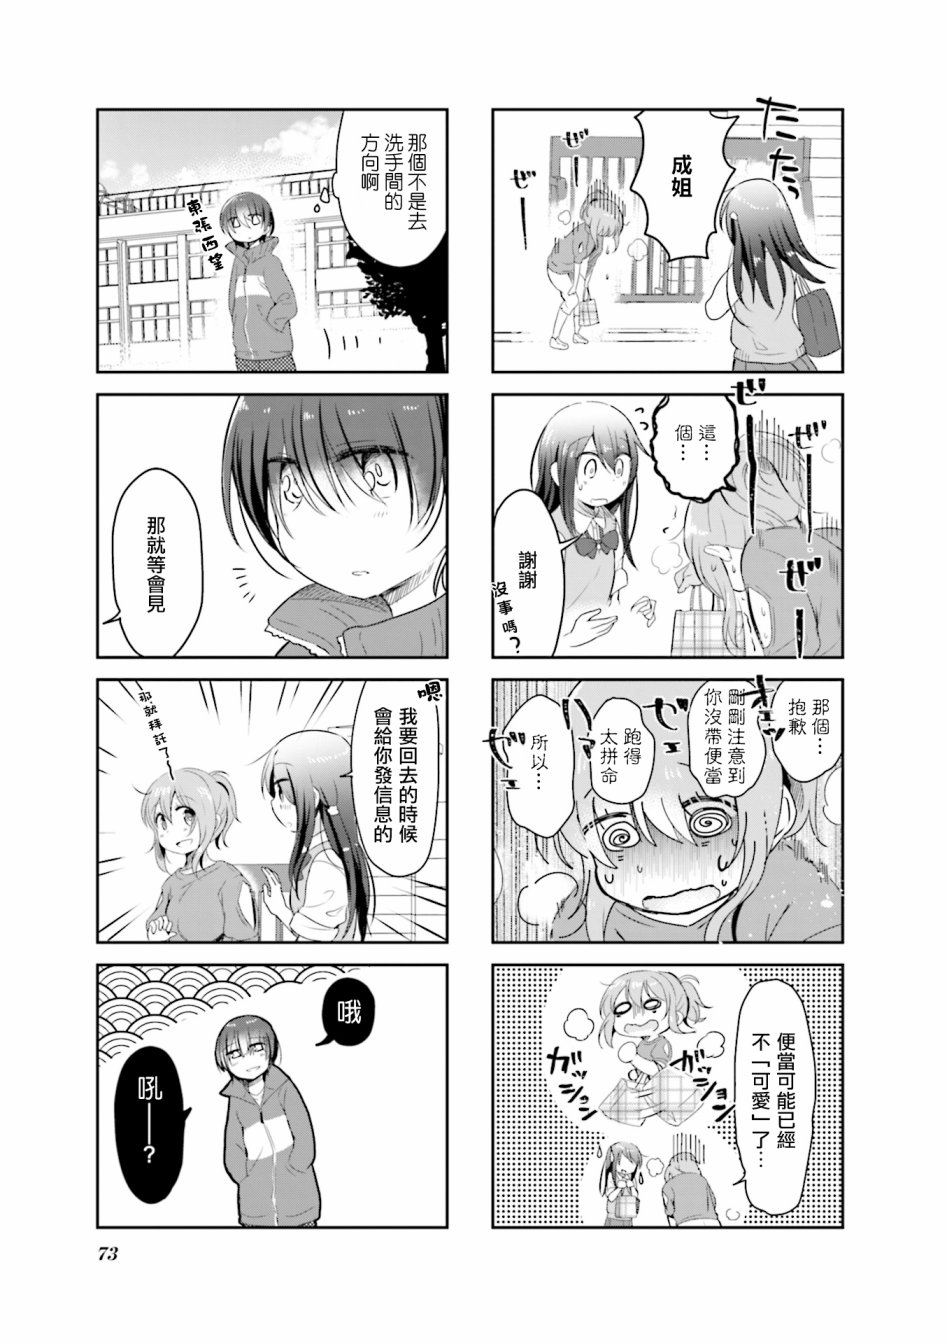 たたたっ
成姐
ぜー
ぜー
ぜー
這…
個…
謝謝
沒事嗎?
ぜー
那個…
抱歉
剛剛注意到
你沒帶便當
跑得
太拼命
所以…
ぜぇ
ぜぇ
便當可能已經
不「可愛」了…
ガッション
ガッション
那個不是去
洗手間的
方向啊
東張西望
那就等會見
嗯
我要回去的時候
會給你發信息的
那就拜託了~
哦
吼——?
73